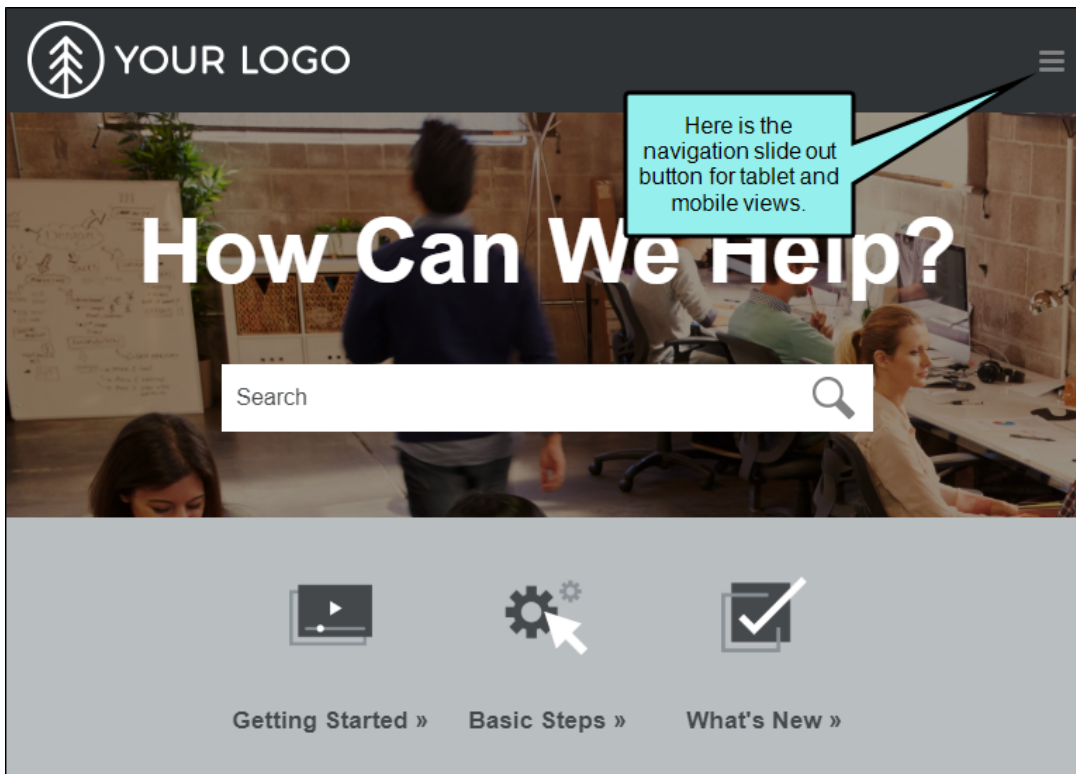 YOUR LOGO
Here is the
navigation slide out
button for tablet and
mobile views.
How Can We Help?
Search
Getting Started »
Basic Steps »
What's New »